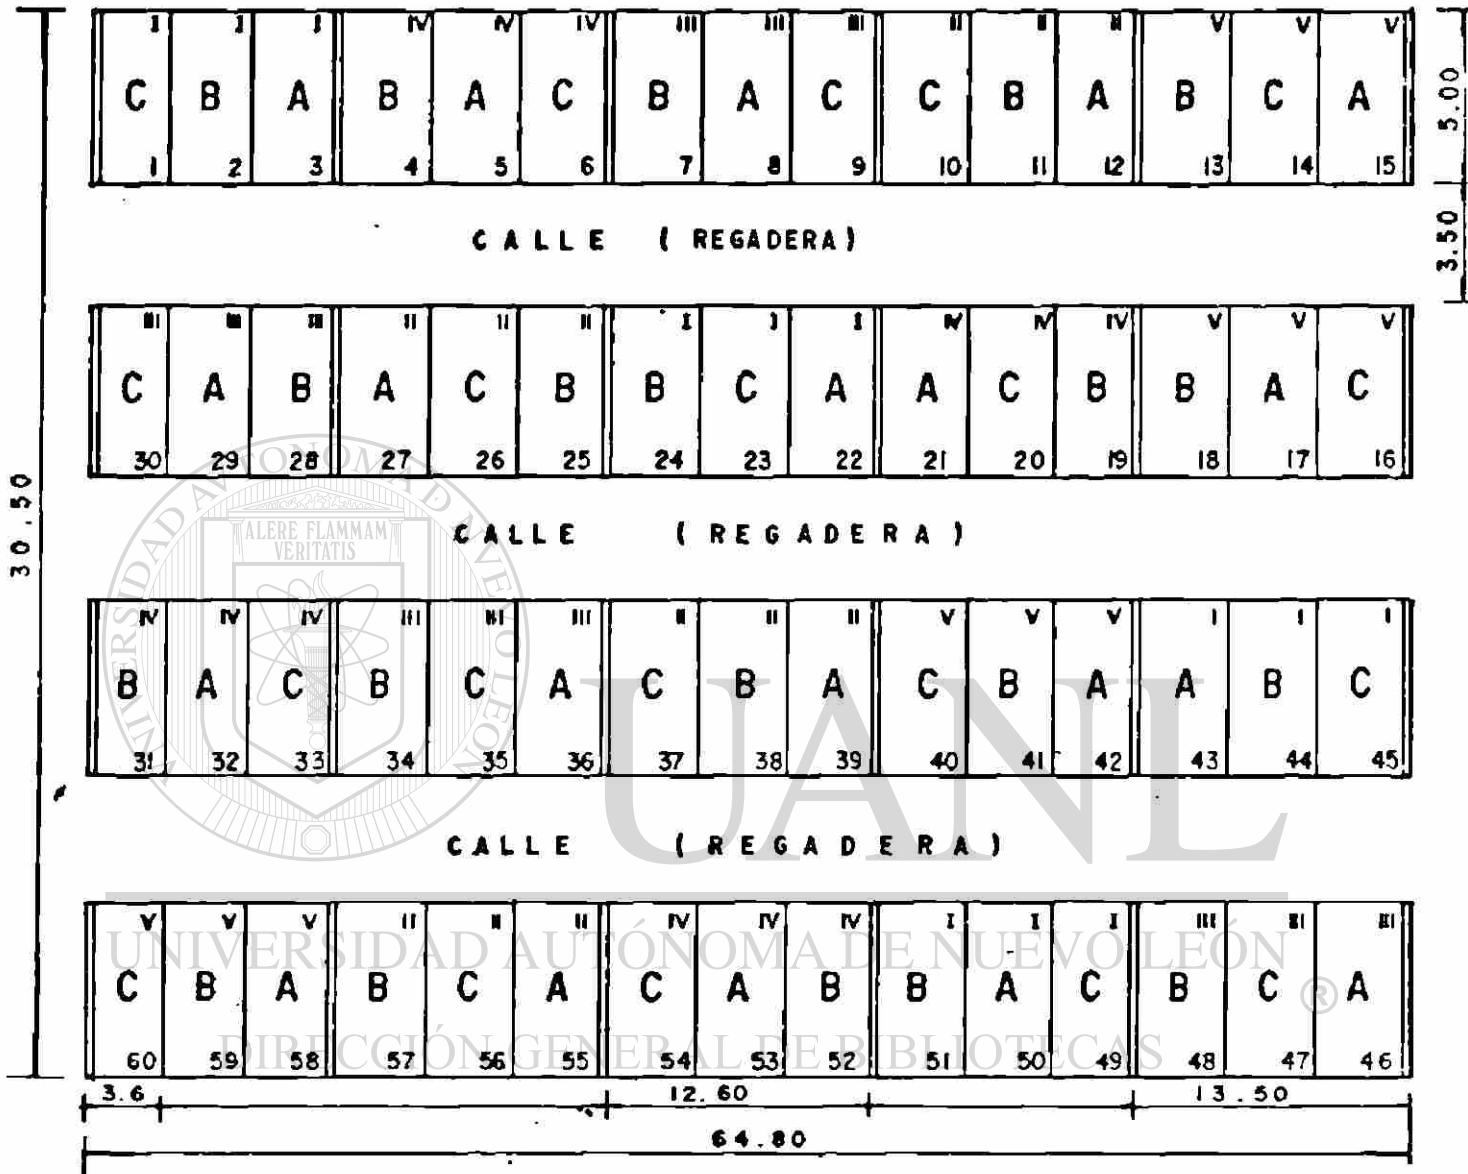 I I I IV IV IV III III III II II II V V V
C B A B A C B A C C B A B C A
1 2 3 4 5 6 7 8 9 10 11 12 13 14 15
5.00
CALLE (REGADERA)
3.50
III III III II II II I I I IV IV IV V V V
C A B A C B B C A A C B B A C
30 29 28 27 26 25 24 23 22 21 20 19 18 17 16
30.50
CALLE (REGADERA)
IV IV IV III III III II II II V V V I I I
B A C B C A C B A C B A A B C
31 32 33 34 35 36 37 38 39 40 41 42 43 44 45
CALLE (REGADERA)
V V V II II II IV IV IV I I I III III III
C B A B C A C A B B A C B C A
60 59 58 57 56 55 54 53 52 51 50 49 48 47 46
3.6 12.60 13.50
64.80
UNIVERSIDAD AUTONOMA DE NUEVO LEON
ALERE FLAMMAM
VERITATIS
UANL
UNIVERSIDAD AUTÓNOMA DE NUEVO LEÓN
®
DIRECCIÓN GENERAL DE BIBLIOTECAS